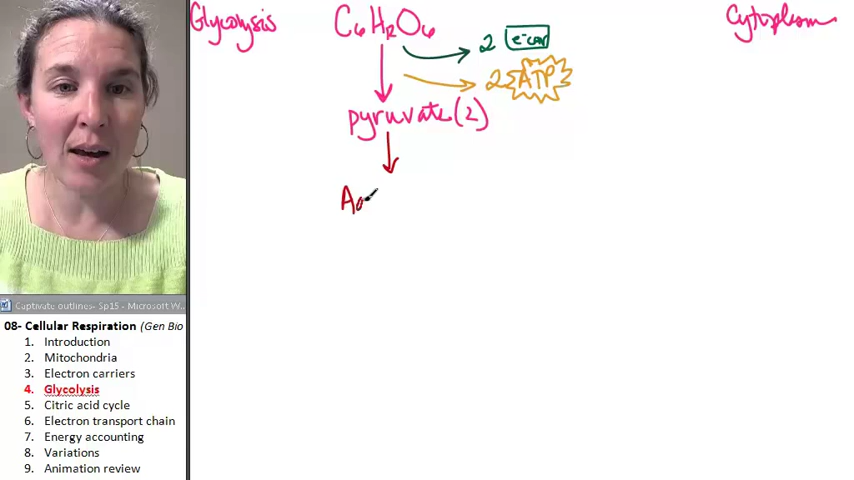 Glycolysis C6H12O6 Cytoplasm
2 e-car
2 ATP
pyruvate (2)
Ac
Captivate outlines- Sp15 - Microsoft W.
08- Cellular Respiration (Gen Bio
1. Introduction
2. Mitochondria
3. Electron carriers
4. Glycolysis
5. Citric acid cycle
6. Electron transport chain
7. Energy accounting
8. Variations
9. Animation review